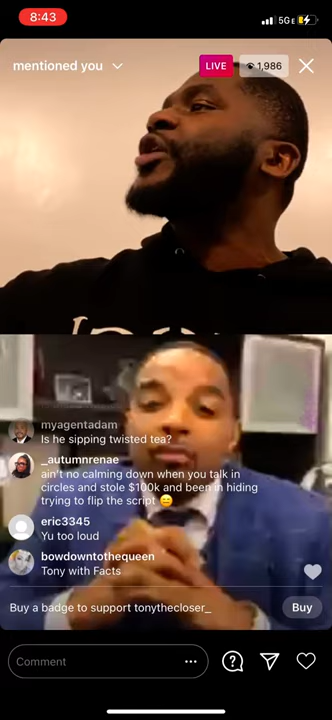 8:43
5GE
mentioned you
LIVE
1,986
myagentadam
Is he sipping twisted tea?
_autumnrenae
ain't no calming down when you talk in
circles and stole $100k and been in hiding
trying to flip the script 😑
eric3345
Yu too loud
bowdowntothequeen
Tony with Facts
Buy a badge to support tonythecloser_
Buy
Comment